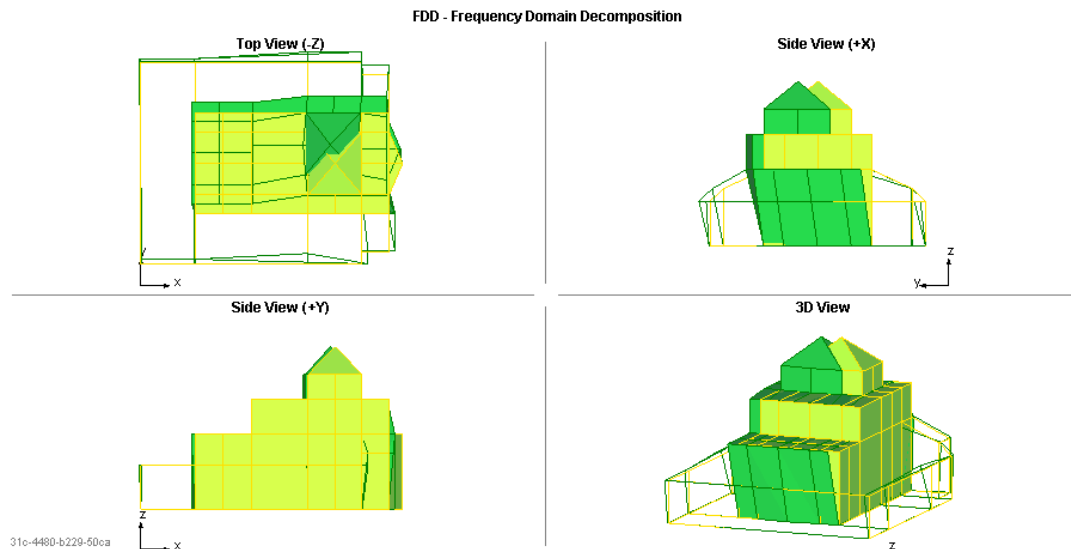 FDD - Frequency Domain Decomposition
Top View (-Z)
Side View (+X)
y
x
z
y
Side View (+Y)
3D View
z
x
z
31c-4480-b229-50ca